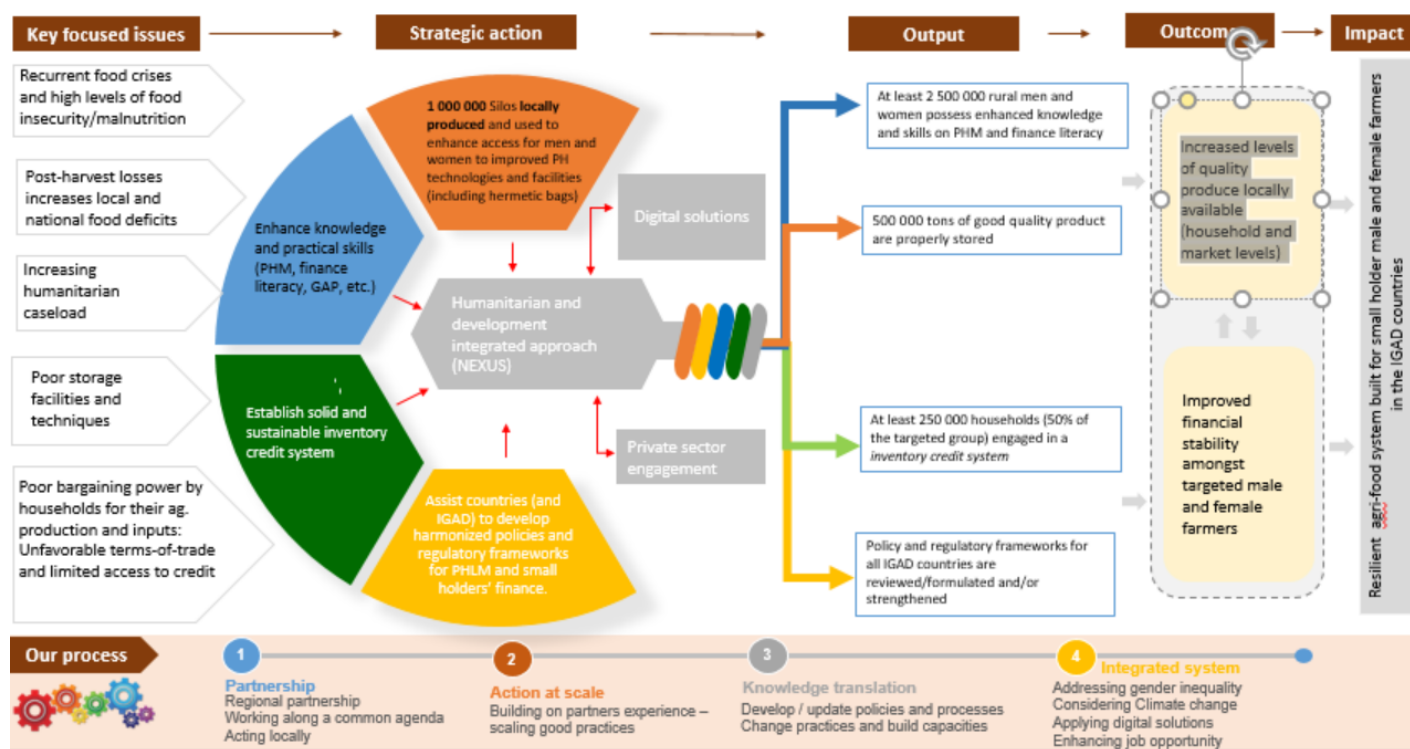 Key focused issues
Strategic action
Output
Outcom
Impact
Recurrent food crises
and high levels of food
insecurity/malnutrition
Post-harvest losses
increases local and
national food deficits
Increasing
humanitarian
caseload
Poor storage
facilities and
techniques
Poor bargaining power by
households for their ag.
production and inputs:
Unfavorable terms-of-trade
and limited access to credit
1 000 000 Silos locally
produced and used to
enhance access for men and
women to improved PH
technologies and facilities
(including hermetic bags)
Enhance knowledge
and practical skills
(PHM, finance
literacy, GAP, etc.)
Establish solid and
sustainable inventory
credit system
Assist countries (and
IGAD) to develop
harmonized policies and
regulatory frameworks
for PHLM and small
holders' finance.
Digital solutions
Humanitarian and
development
integrated approach
(NEXUS)
Private sector
engagement
At least 2 500 000 rural men and
women possess enhanced knowledge
and skills on PHM and finance literacy
500 000 tons of good quality product
are properly stored
At least 250 000 households (50% of
the targeted group) engaged in a
inventory credit system
Policy and regulatory frameworks for
all IGAD countries are
reviewed/formulated and/or
strengthened
Increased levels
of quality
produce locally
available
(household and
market levels)
Improved
financial
stability
amongst
targeted male
and female
farmers
Resilient agri-food system built for small holder male and female farmers
in the IGAD countries
Our process
1
Partnership
Regional partnership
Working along a common agenda
Acting locally
2
Action at scale
Building on partners experience –
scaling good practices
3
Knowledge translation
Develop / update policies and processes
Change practices and build capacities
4
Integrated system
Addressing gender inequality
Considering Climate change
Applying digital solutions
Enhancing job opportunity